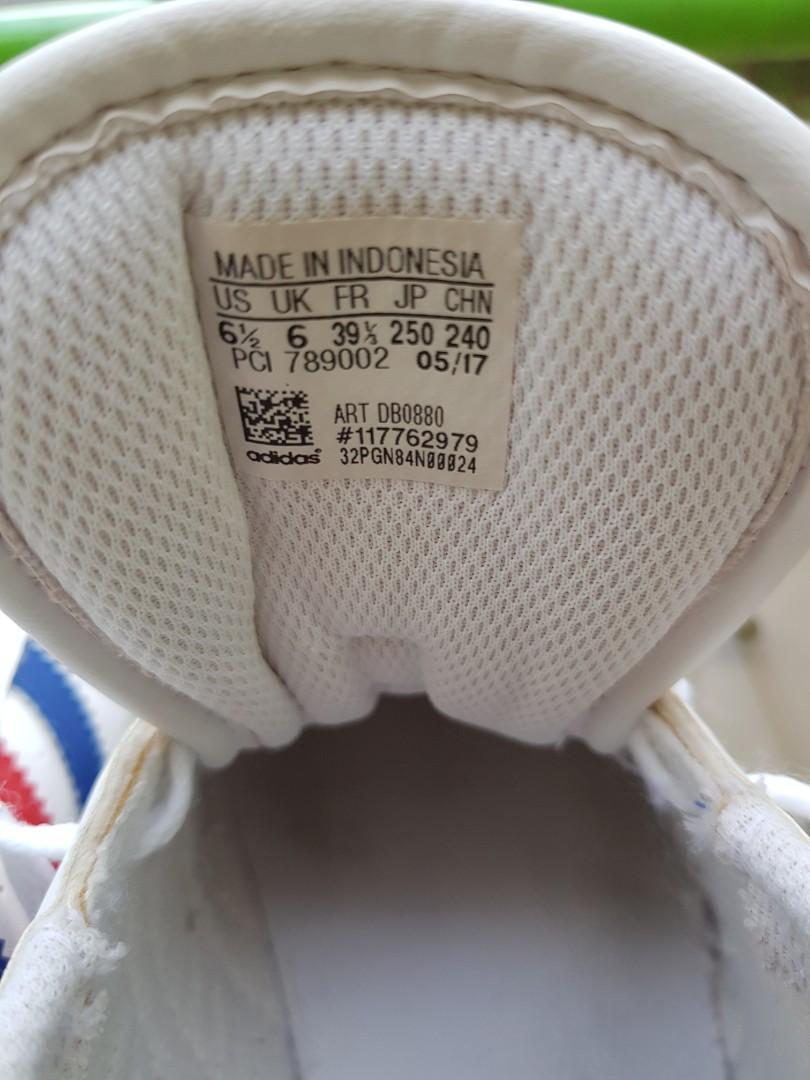 MADE IN INDONESIA
US UK FR JP CHN
6½ 6 39⅓ 250 240
PCI 789002 05/17
ART DB0880
#117762979
adidas 32PGN84N00024